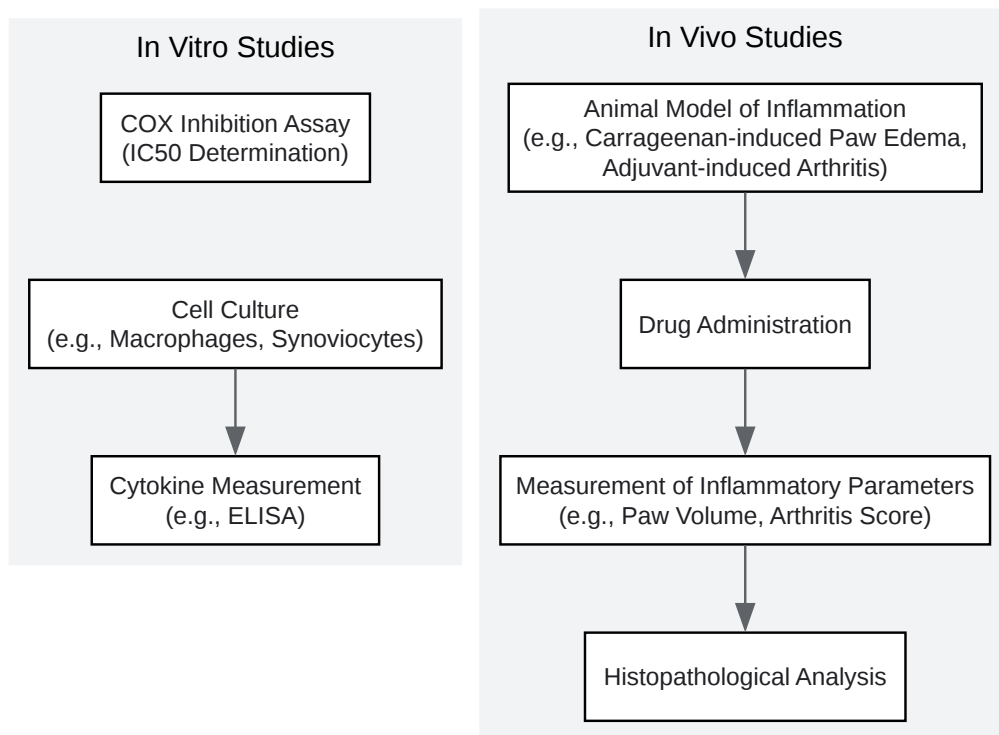 In Vitro Studies
COX Inhibition Assay
(IC50 Determination)
Cell Culture
(e.g., Macrophages, Synoviocytes)
Cytokine Measurement
(e.g., ELISA)
In Vivo Studies
Animal Model of Inflammation
(e.g., Carrageenan-induced Paw Edema,
Adjuvant-induced Arthritis)
Drug Administration
Measurement of Inflammatory Parameters
(e.g., Paw Volume, Arthritis Score)
Histopathological Analysis